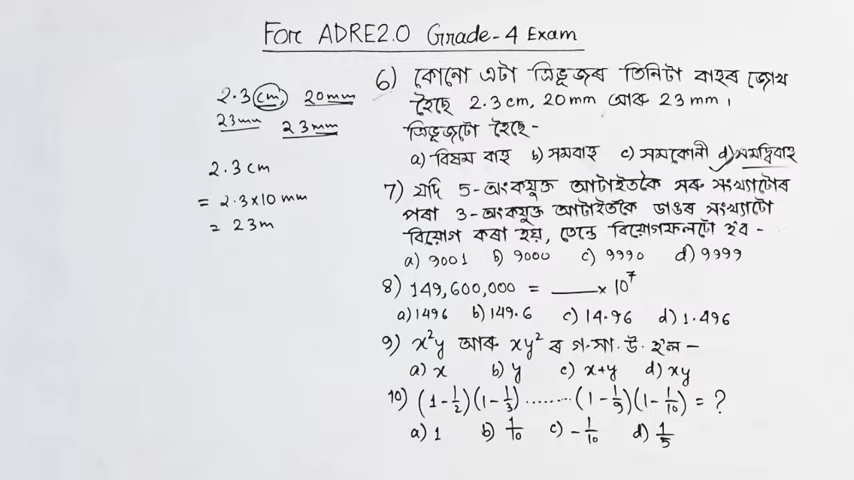 For ADRE2.0 Grade-4 Exam
2.3 cm 20mm
23mm 23mm
2.3 cm
= 2.3x10 mm
= 23m
6) কোনো এটা ত্ৰিভূজৰ তিনিটা বাহুৰ জোখ
হৈছে 2.3 cm, 20mm আৰু 23 mm।
ত্ৰিভূজটো হৈছে-
a) বিষম বাহু b) সমবাহু c) সমকোনী d) সমদ্বিবাহু
7) যদি 5-অংকযুক্ত আটাইতকৈ সৰু সংখ্যাটোৰ
পৰা 3-অংকযুক্ত আটাইতকৈ ডাঙৰ সংখ্যাটো
বিয়োগ কৰা হয়, তেন্তে বিয়োগফলটো হ'ব -
a) 9001 b) 9000 c) 9990 d) 9999
8) 149,600,000 = ___ x 10⁷
a) 1496 b) 149.6 c) 14.96 d) 1.496
9) x²y আৰু xy² ৰ গ.সা.উ. হ'ল -
a) x b) y c) x+y d) xy
10) (1-1/2)(1-1/3).......(1-1/9)(1-1/10) = ?
a) 1 b) 1/10 c) -1/10 d) 1/5